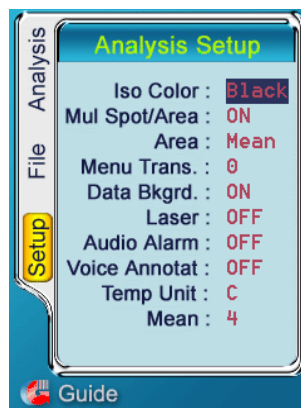 Analysis Setup
Analysis
File
Setup
Iso Color : Black
Mul Spot/Area : ON
Area : Mean
Menu Trans. : 0
Data Bkgrd. : ON
Laser : OFF
Audio Alarm : OFF
Voice Annotat : OFF
Temp Unit : C
Mean : 4
Guide